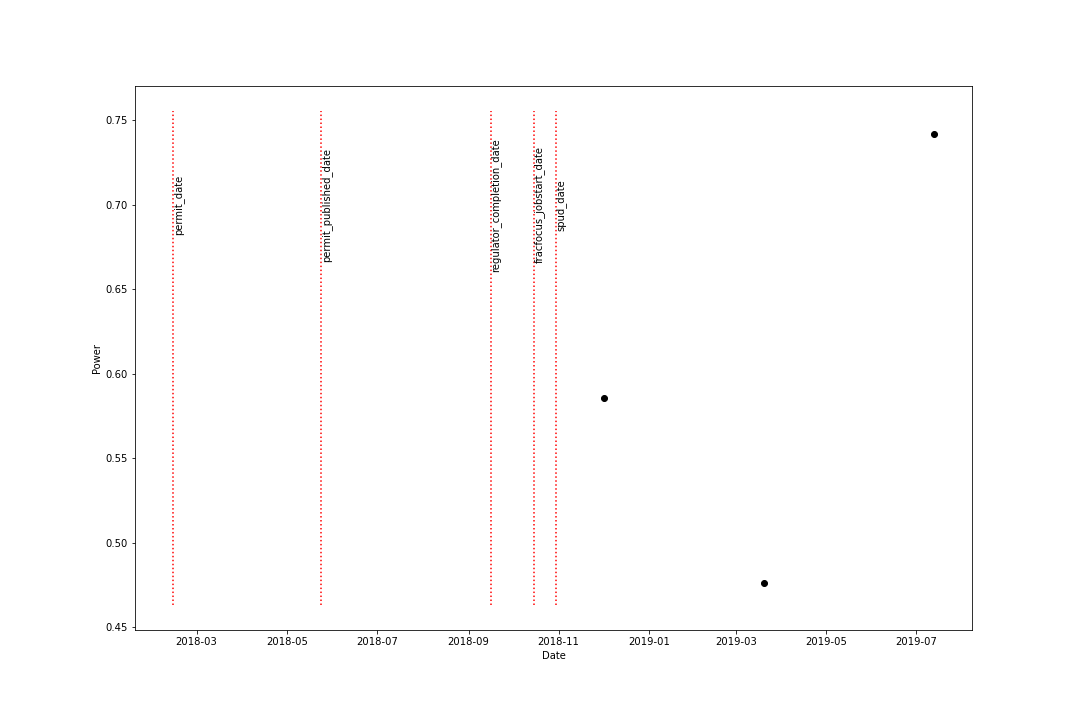 0.75
0.70
0.65
0.60
0.55
0.50
0.45
Power
permit_date
permit_published_date
regulator_completion_date
fracfocus_jobstart_date
spud_date
2018-03 2018-05 2018-07 2018-09 2018-11 2019-01 2019-03 2019-05 2019-07
Date